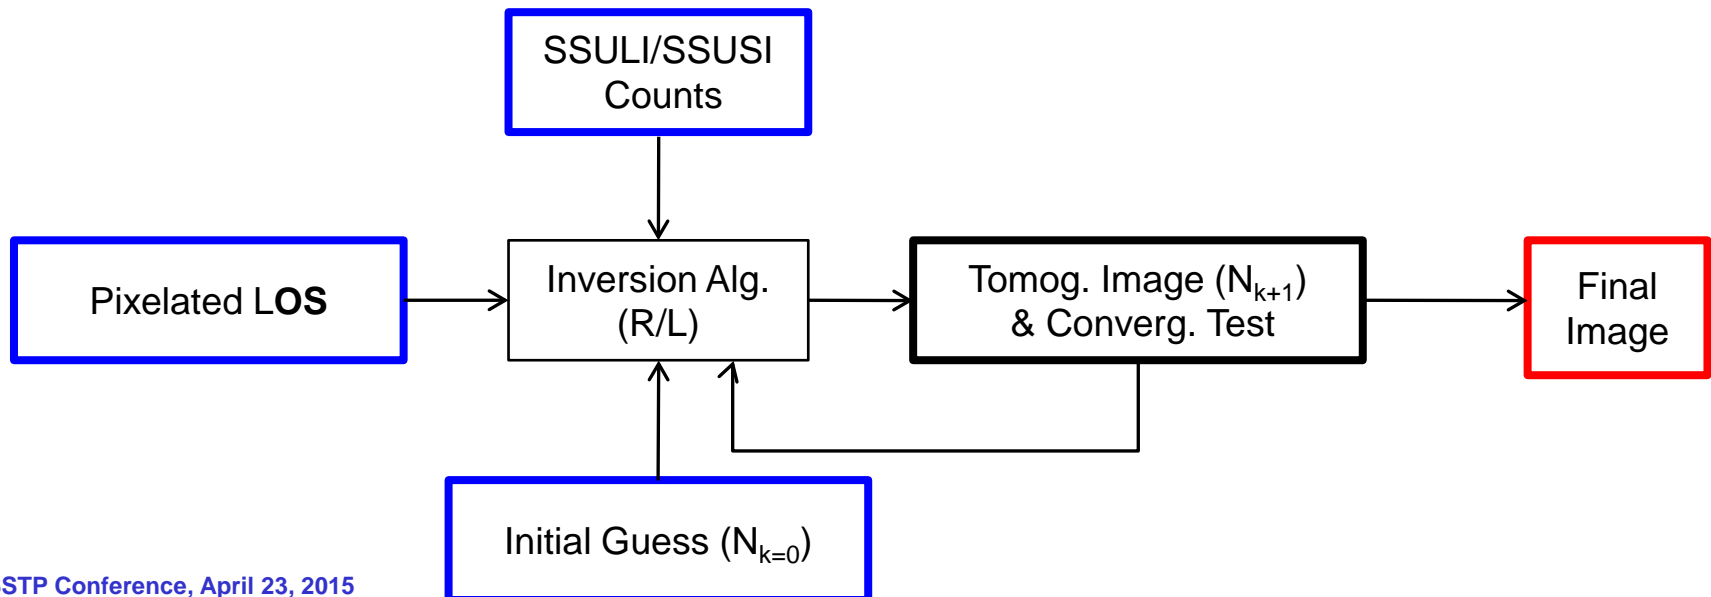 SSULI/SSUSI
Counts
Pixelated LOS
Inversion Alg.
(R/L)
Tomog. Image (Nk+1)
& Converg. Test
Final
Image
Initial Guess (Nk=0)
STP Conference, April 23, 2015